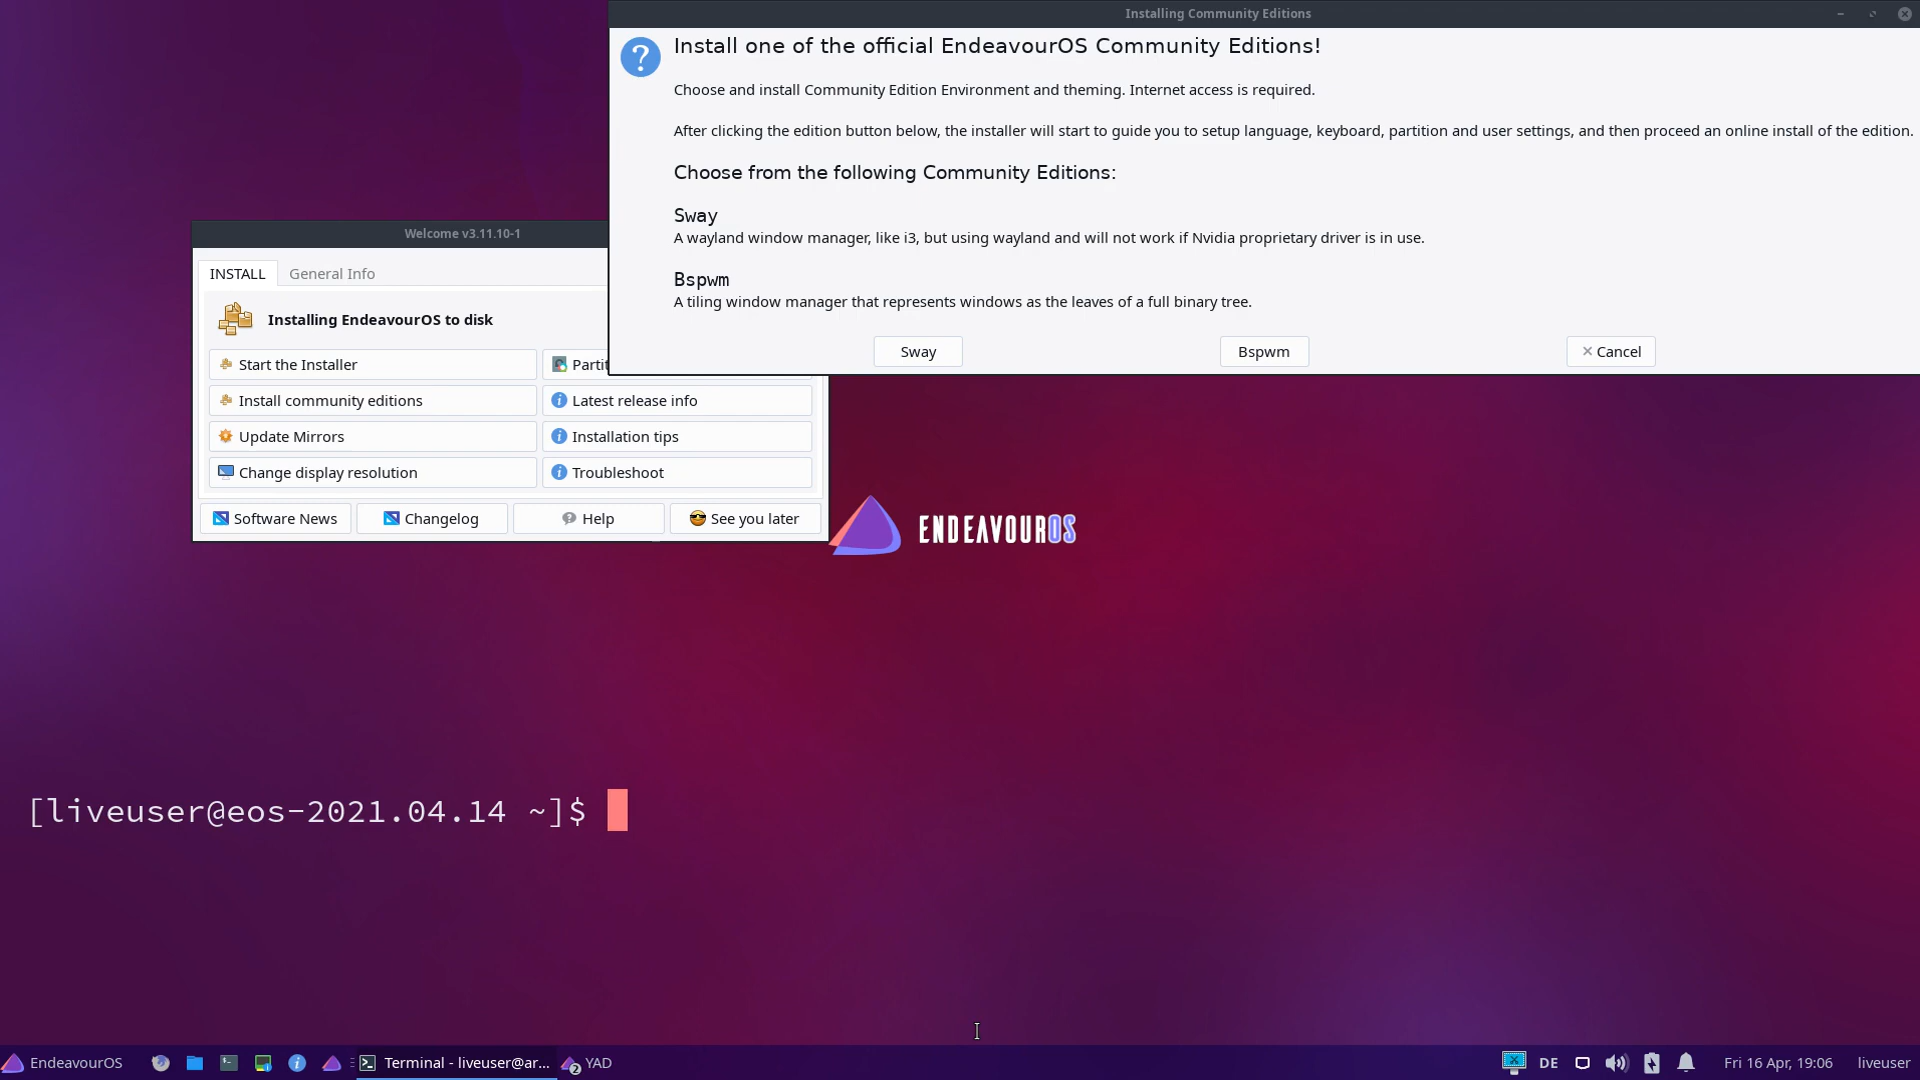 Installing Community Editions
Install one of the official EndeavourOS Community Editions!
Choose and install Community Edition Environment and theming. Internet access is required.
After clicking the edition button below, the installer will start to guide you to setup language, keyboard, partition and user settings, and then proceed an online install of the edition.
Choose from the following Community Editions:
Sway
A wayland window manager, like i3, but using wayland and will not work if Nvidia proprietary driver is in use.
Bspwm
A tiling window manager that represents windows as the leaves of a full binary tree.
Sway Bspwm Cancel
Welcome v3.11.10-1
INSTALL General Info
Installing EndeavourOS to disk
Start the Installer Partit
Install community editions Latest release info
Update Mirrors Installation tips
Change display resolution Troubleshoot
Software News Changelog Help See you later
ENDEAVOUROS
[liveuser@eos-2021.04.14 ~]$
EndeavourOS Terminal - liveuser@ar... 2 YAD DE Fri 16 Apr, 19:06 liveuser